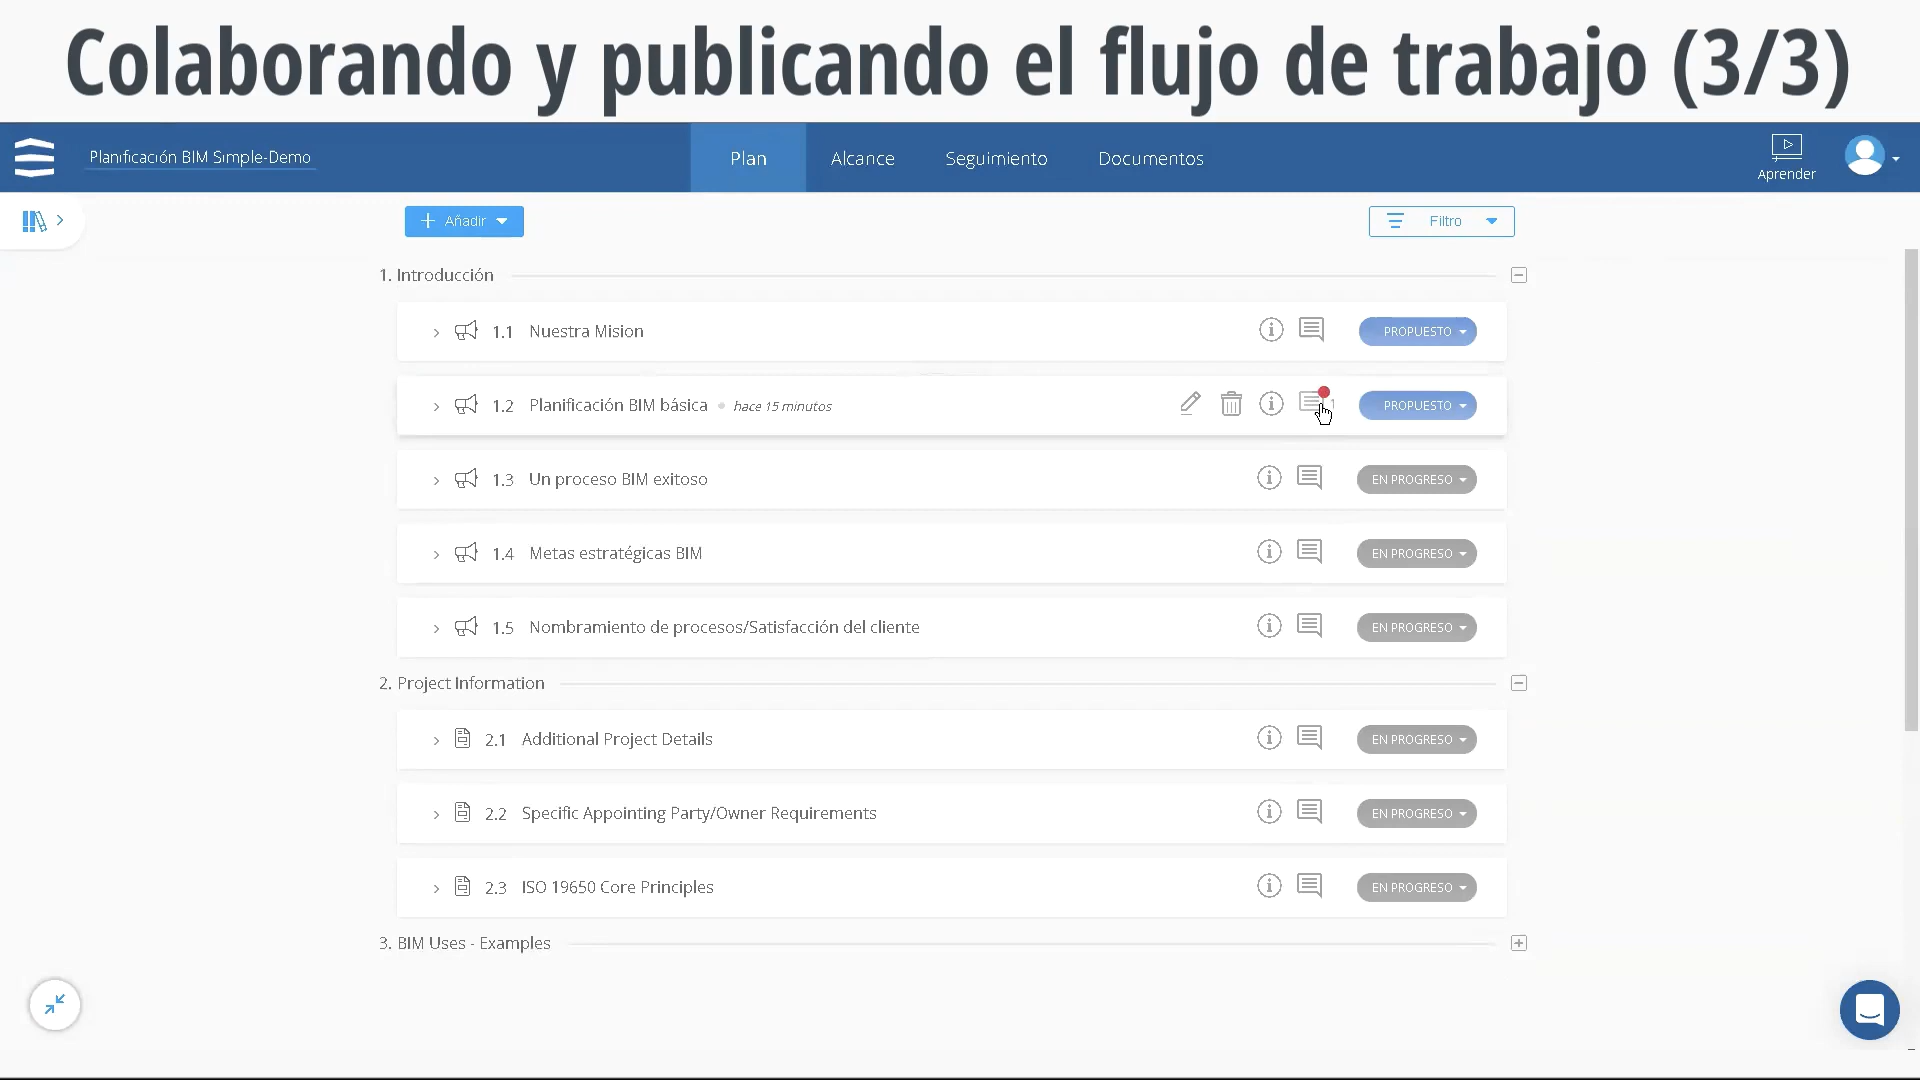 Colaborando y publicando el flujo de trabajo (3/3)
Planificación BIM Simple-Demo
Plan
Alcance
Seguimiento
Documentos
Aprender
Añadir
Filtro
1. Introducción
1.1 Nuestra Mision
PROPUESTO
1.2 Planificación BIM básica
hace 15 minutos
PROPUESTO
1.3 Un proceso BIM exitoso
EN PROGRESO
1.4 Metas estratégicas BIM
EN PROGRESO
1.5 Nombramiento de procesos/Satisfacción del cliente
EN PROGRESO
2. Project Information
2.1 Additional Project Details
EN PROGRESO
2.2 Specific Appointing Party/Owner Requirements
EN PROGRESO
2.3 ISO 19650 Core Principles
EN PROGRESO
3. BIM Uses - Examples